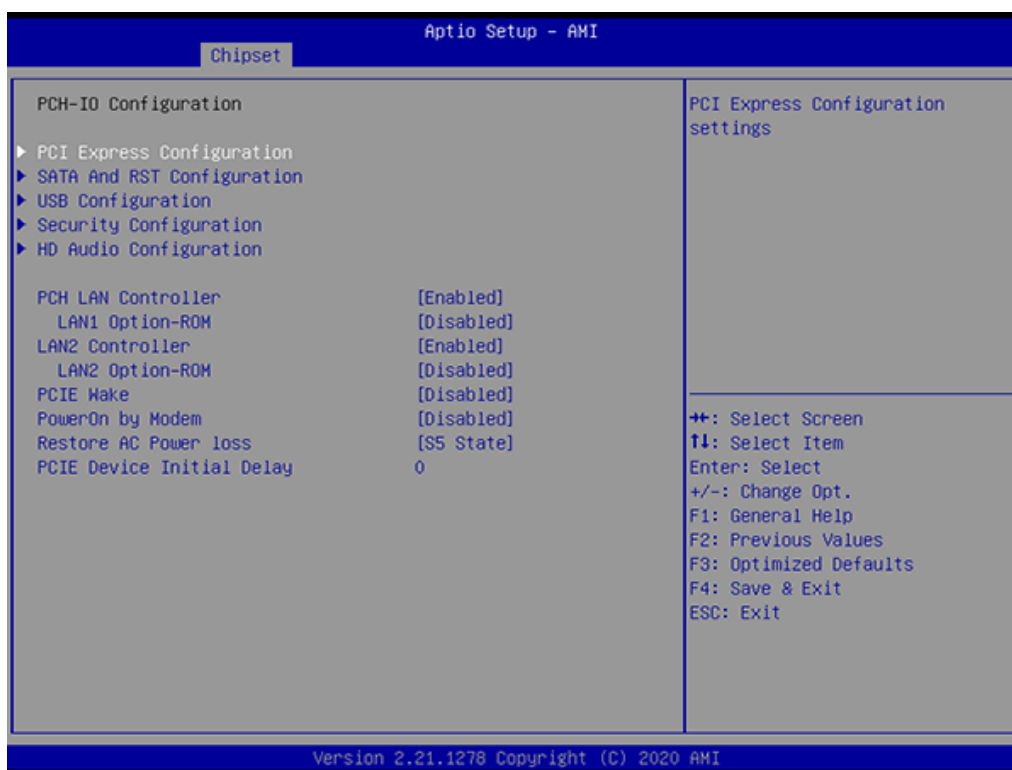 Aptio Setup - AMI
Chipset
PCH-IO Configuration
PCI Express Configuration
SATA And RST Configuration
USB Configuration
Security Configuration
HD Audio Configuration
PCH LAN Controller [Enabled]
LAN1 Option-ROM [Disabled]
LAN2 Controller [Enabled]
LAN2 Option-ROM [Disabled]
PCIE Wake [Disabled]
PowerOn by Modem [Disabled]
Restore AC Power loss [S5 State]
PCIE Device Initial Delay 0
PCI Express Configuration
settings
→←: Select Screen
↑↓: Select Item
Enter: Select
+/-: Change Opt.
F1: General Help
F2: Previous Values
F3: Optimized Defaults
F4: Save & Exit
ESC: Exit
Version 2.21.1278 Copyright (C) 2020 AMI